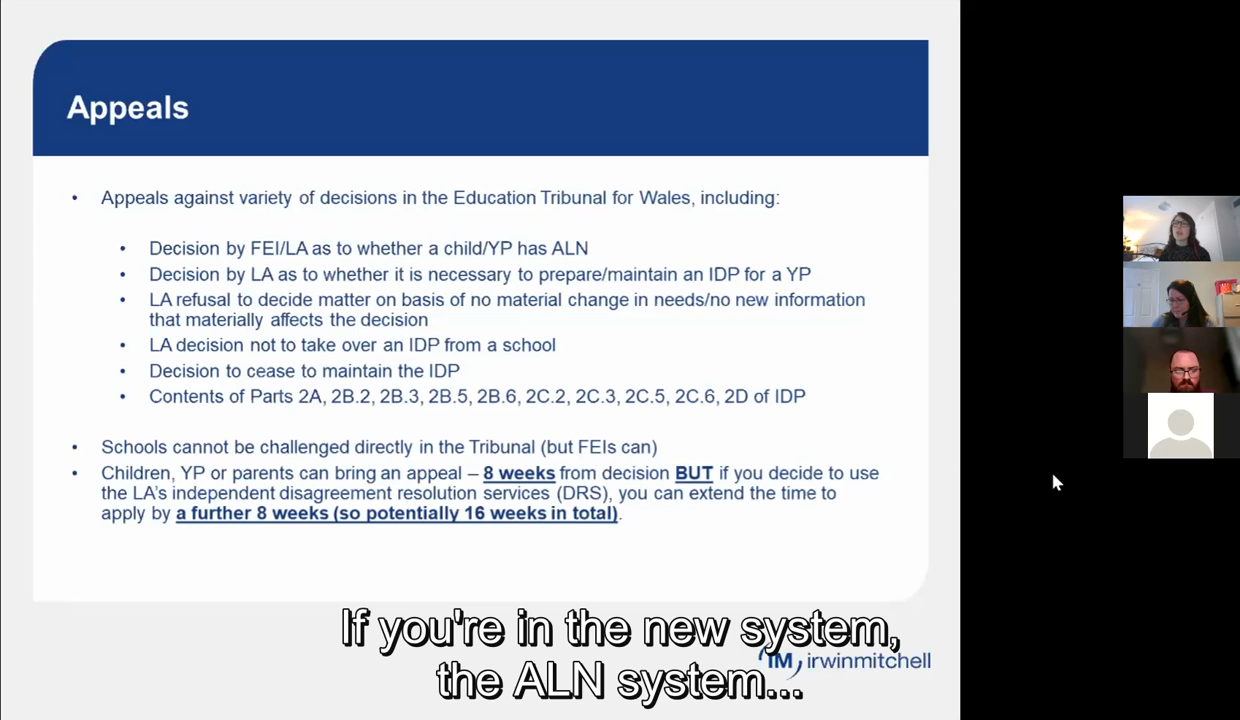 Appeals
• Appeals against variety of decisions in the Education Tribunal for Wales, including:
• Decision by FEI/LA as to whether a child/YP has ALN
• Decision by LA as to whether it is necessary to prepare/maintain an IDP for a YP
• LA refusal to decide matter on basis of no material change in needs/no new information
that materially affects the decision
• LA decision not to take over an IDP from a school
• Decision to cease to maintain the IDP
• Contents of Parts 2A, 2B.2, 2B.3, 2B.5, 2B.6, 2C.2, 2C.3, 2C.5, 2C.6, 2D of IDP
• Schools cannot be challenged directly in the Tribunal (but FEIs can)
• Children, YP or parents can bring an appeal – 8 weeks from decision BUT if you decide to use
the LA's independent disagreement resolution services (DRS), you can extend the time to
apply by a further 8 weeks (so potentially 16 weeks in total).
If you're in the new system,
IM irwinmitchell
the ALN system...